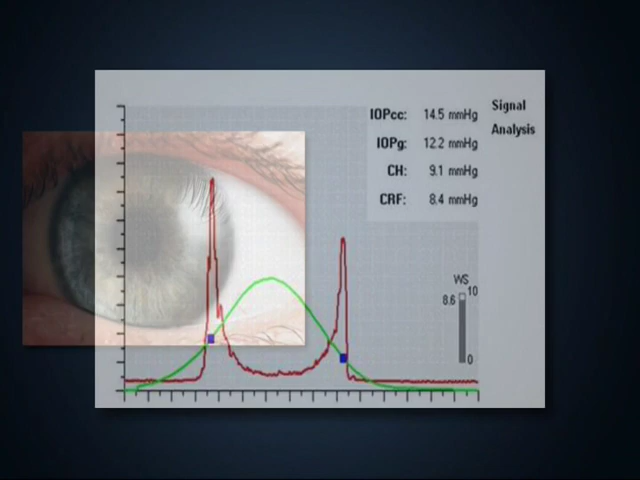 IOPcc: 14.5 mmHg
IOPg: 12.2 mmHg
CH: 9.1 mmHg
CRF: 8.4 mmHg
Signal
Analysis
WS
10
8.6
0